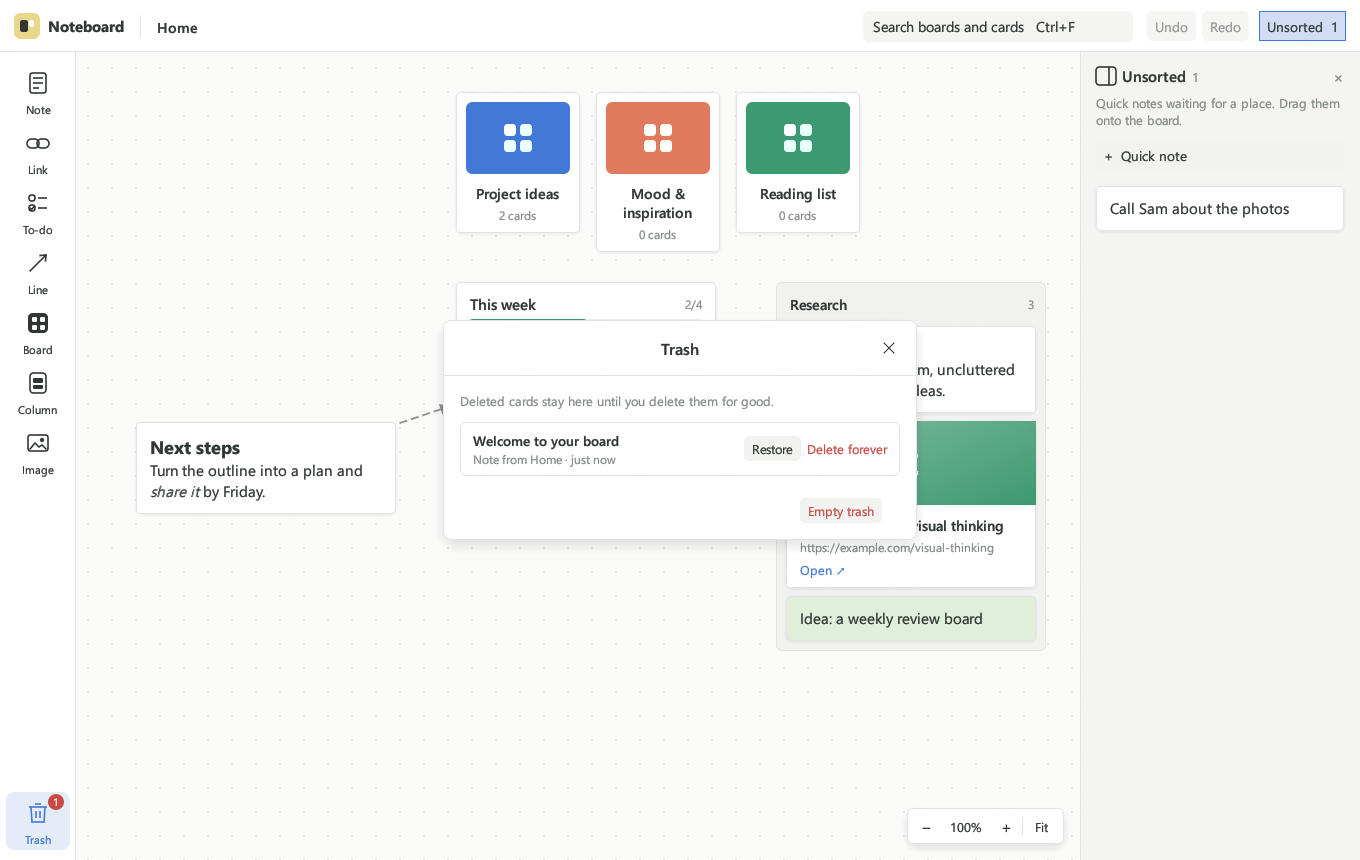 Noteboard
Home
Search boards and cards Ctrl+F
Undo
Redo
Unsorted 1
Note
Link
To-do
Line
Board
Column
Image
1
Trash
Project ideas
2 cards
Mood &
inspiration
0 cards
Reading list
0 cards
This week
2/4
Research
3
m, uncluttered
leas.
visual thinking
https://example.com/visual-thinking
Open ↗
Idea: a weekly review board
Next steps
Turn the outline into a plan and
share it by Friday.
Trash
Deleted cards stay here until you delete them for good.
Welcome to your board
Note from Home · just now
Restore
Delete forever
Empty trash
− 100% + Fit
Unsorted 1
×
Quick notes waiting for a place. Drag them
onto the board.
+ Quick note
Call Sam about the photos